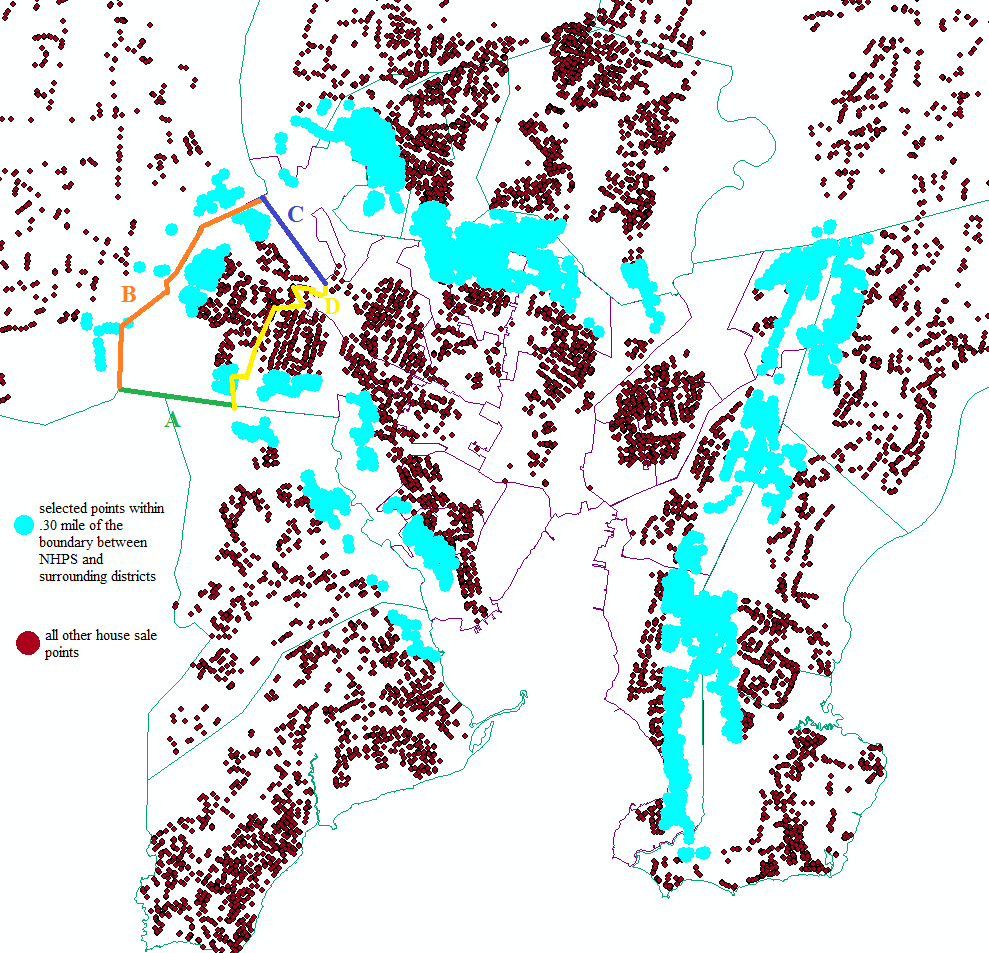 C
B
D
A
selected points within
.30 mile of the
boundary between
NHPS and
surrounding districts
all other house sale
points